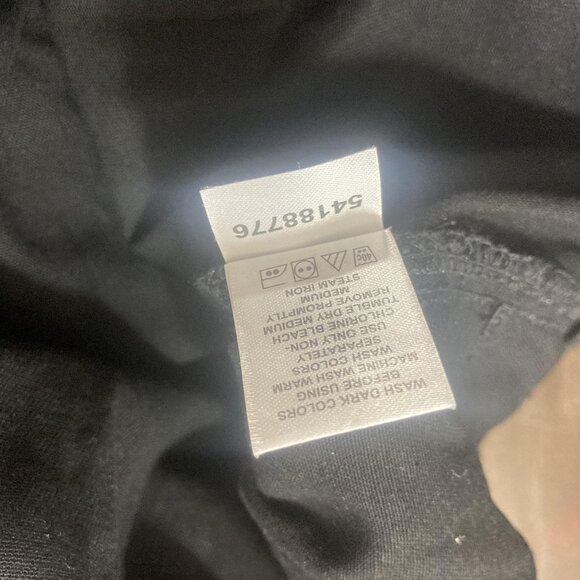 WASH DARK COLORS
BEFORE USING
MACHINE WASH WARM
WASH COLORS
SEPARATELY
USE ONLY NON-
CHLORINE BLEACH
TUMBLE DRY MEDIUM
REMOVE PROMPTLY
MEDIUM
STEAM IRON
40C
54188776